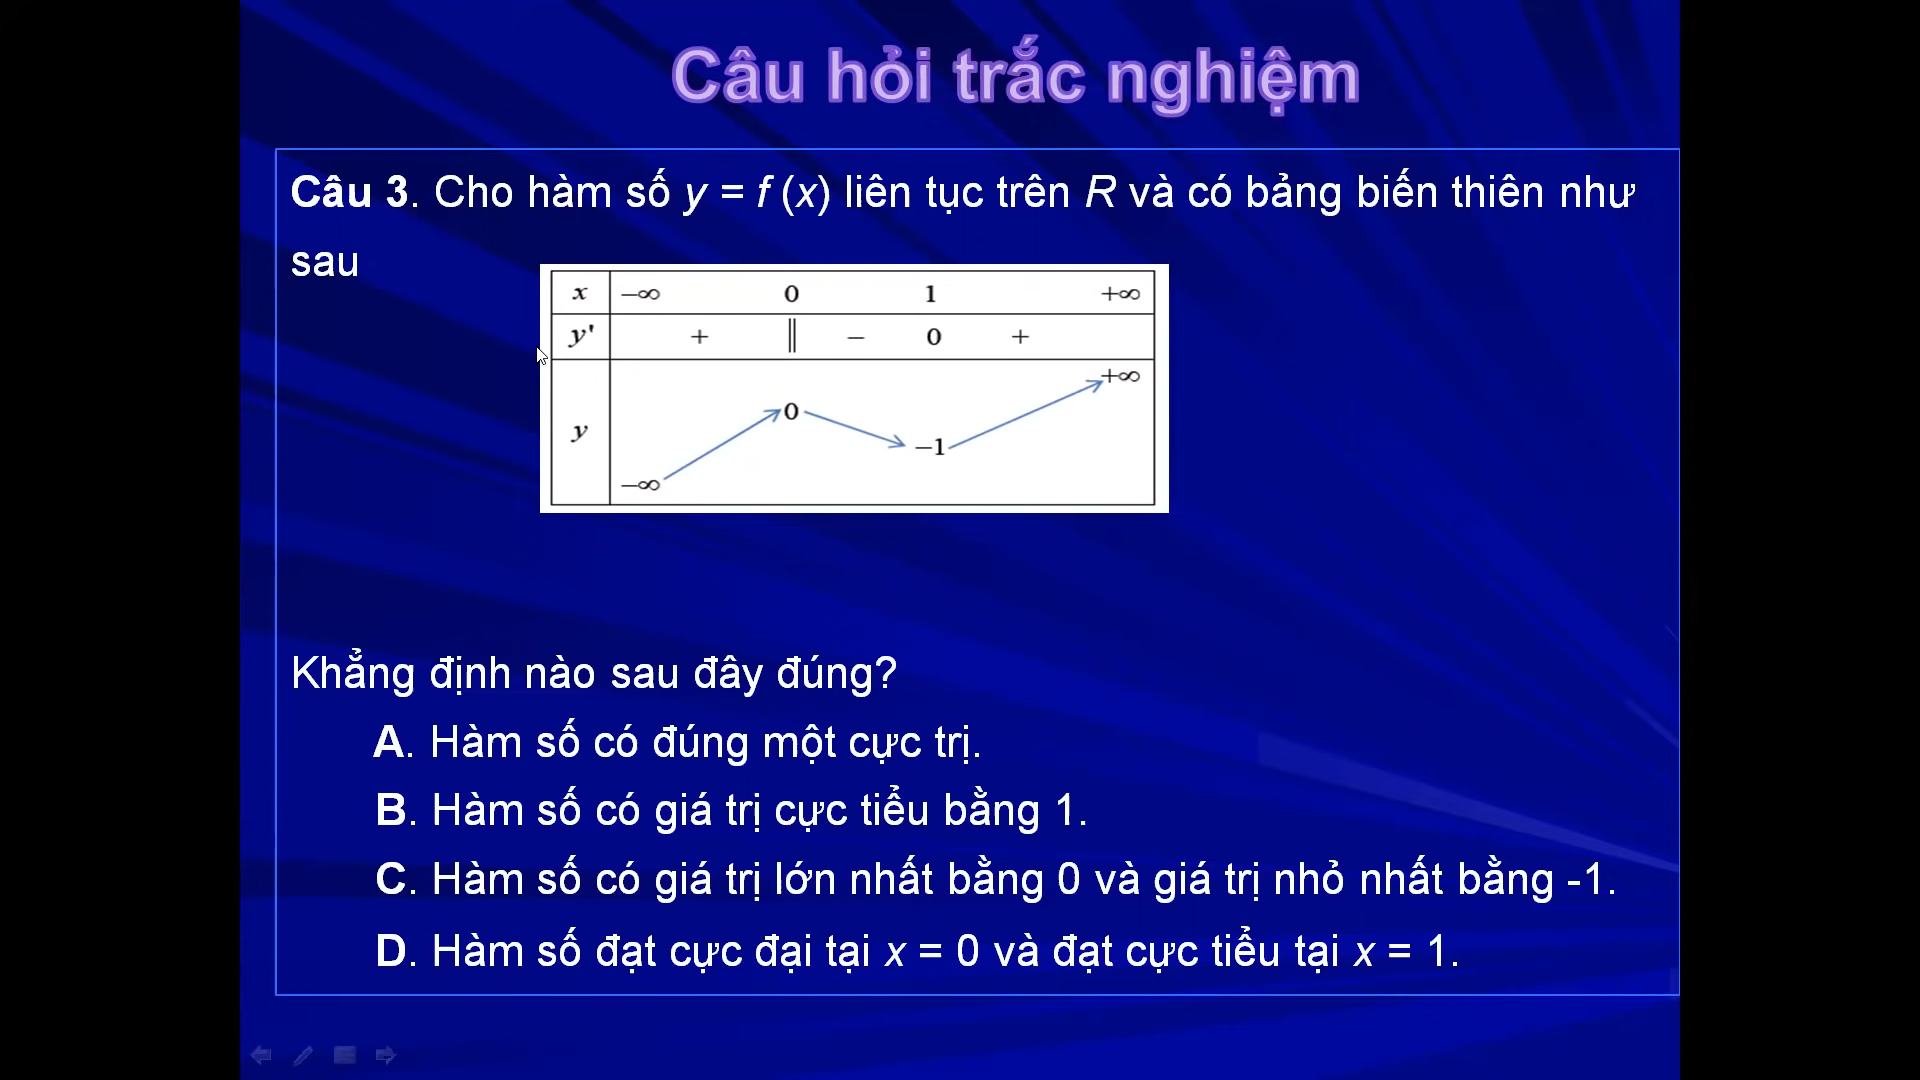 Câu hỏi trắc nghiệm
Câu 3. Cho hàm số y = f (x) liên tục trên R và có bảng biến thiên như
sau
x −∞ 0 1 +∞
y' + || − 0 + 
+∞
0
y −1
−∞
Khẳng định nào sau đây đúng?
A. Hàm số có đúng một cực trị.
B. Hàm số có giá trị cực tiểu bằng 1.
C. Hàm số có giá trị lớn nhất bằng 0 và giá trị nhỏ nhất bằng -1.
D. Hàm số đạt cực đại tại x = 0 và đạt cực tiểu tại x = 1.